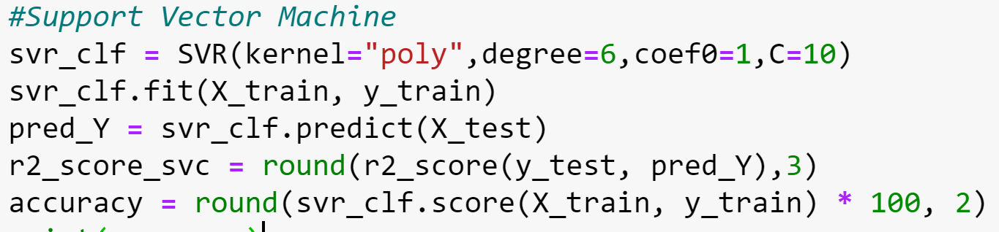 #Support Vector Machine
svr_clf = SVR(kernel="poly",degree=6,coef0=1,C=10)
svr_clf.fit(X_train, y_train)
pred_Y = svr_clf.predict(X_test)
r2_score_svc = round(r2_score(y_test, pred_Y),3)
accuracy = round(svr_clf.score(X_train, y_train) * 100, 2)